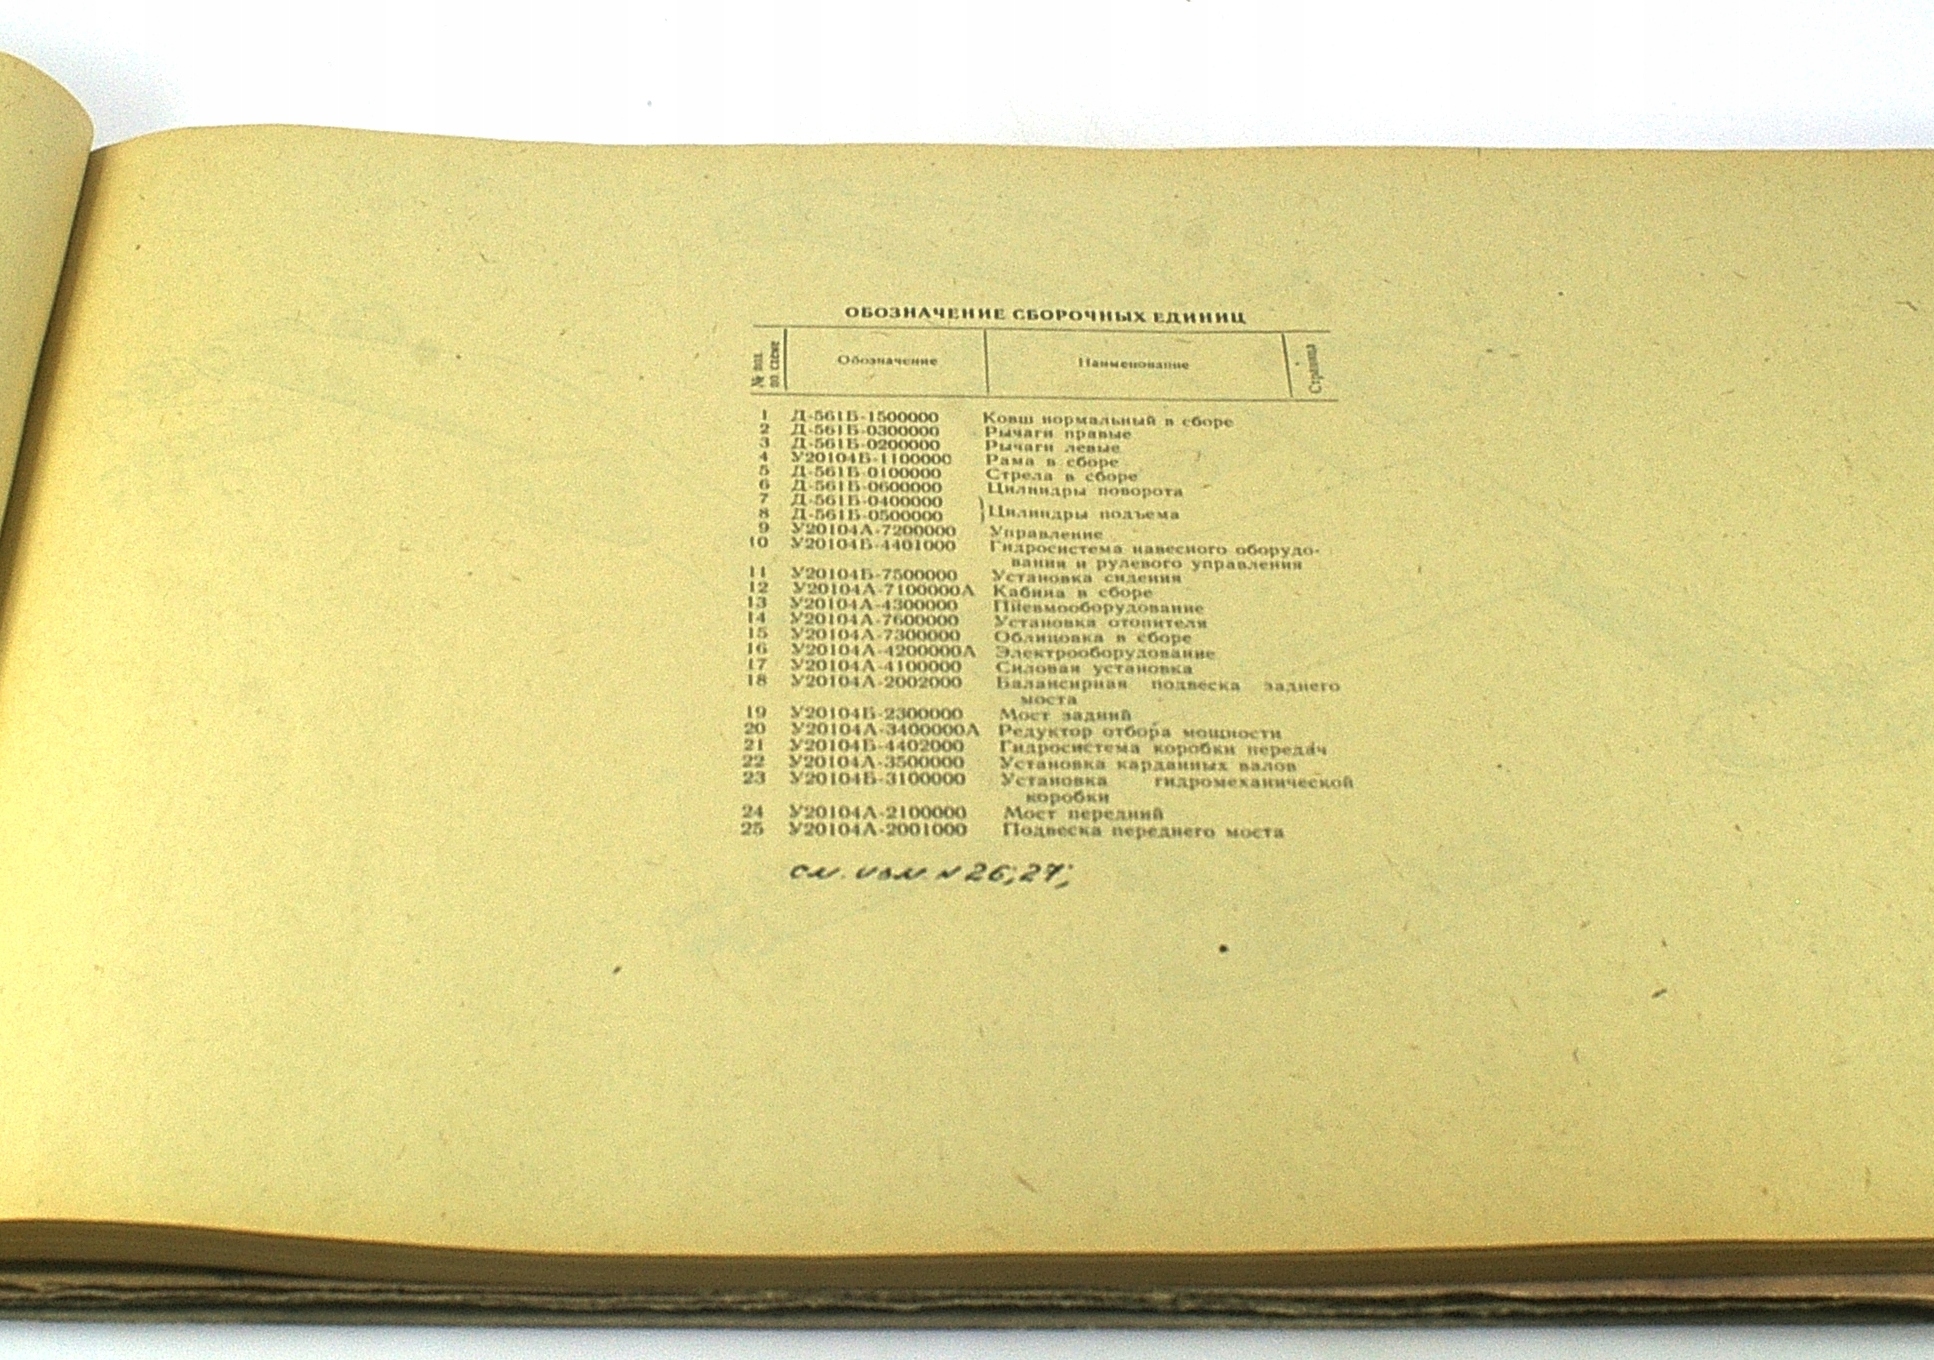 ОБОЗНАЧЕНИЕ СБОРОЧНЫХ ЕДИНИЦ
№ поз. по схеме Обозначение Наименование Страница
1 Д-561Б-1500000 Ковш нормальный в сборе
2 Д-561Б-0300000 Рычаги правые
3 Д-561Б-0200000 Рычаги левые
4 У20104Б-1100000 Рама в сборе
5 Д-561Б-0100000 Стрела в сборе
6 Д-561Б-0600000 Цилиндры поворота
7 Д-561Б-0400000
8 Д-561Б-0500000 } Цилиндры подъема
9 У20104А-7200000 Управление
10 У20104Б-4401000 Гидросистема навесного оборудо-
вания и рулевого управления
11 У20104Б-7500000 Установка сидения
12 У20104А-7100000А Кабина в сборе
13 У20104А-4300000 Пневмооборудование
14 У20104А-7600000 Установка отопителя
15 У20104А-7300000 Облицовка в сборе
16 У20104А-4200000А Электрооборудование
17 У20104А-4100000 Силовая установка
18 У20104А-2002000 Балансирная подвеска заднего
моста
19 У20104Б-2300000 Мост задний
20 У20104А-3400000А Редуктор отбора мощности
21 У20104Б-4402000 Гидросистема коробки передач
22 У20104А-3500000 Установка карданных валов
23 У20104Б-3100000 Установка гидромеханической
коробки
24 У20104А-2100000 Мост передний
25 У20104А-2001000 Подвеска переднего моста
см. изм. № 26; 27;